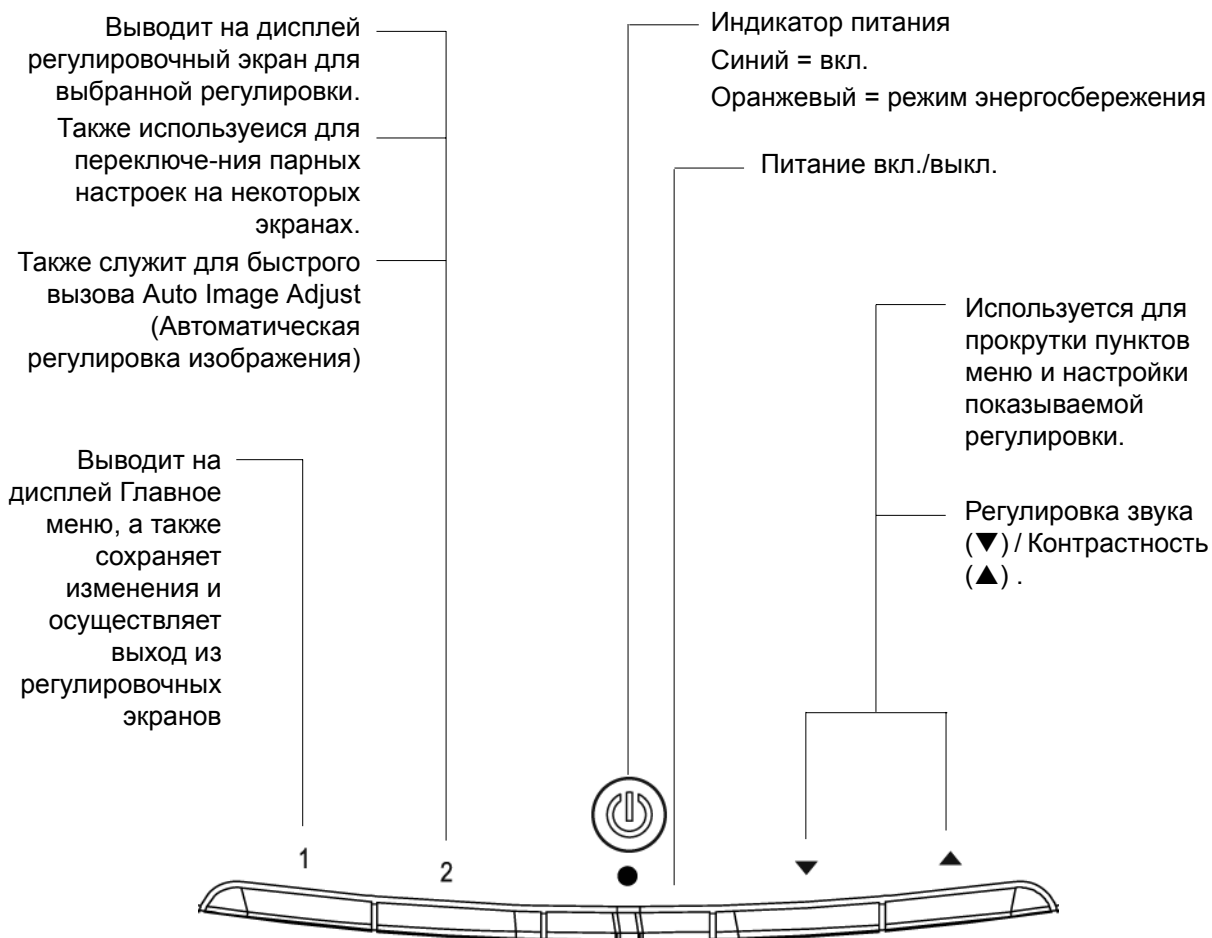 Выводит на дисплей
регулировочный экран для
выбранной регулировки.
Также используеися для
переключе-ния парных
настроек на некоторых
экранах.
Также служит для быстрого
вызова Auto Image Adjust
(Автоматическая
регулировка изображения)
Выводит на
дисплей Главное
меню, а также
сохраняет
изменения и
осуществляет
выход из
регулировочных
экранов
Индикатор питания
Синий = вкл.
Оранжевый = режим энергосбережения
Питание вкл./выкл.
Используется для
прокрутки пунктов
меню и настройки
показываемой
регулировки.
Регулировка звука
(▼) / Контрастность
(▲) .
1
2
▼
▲